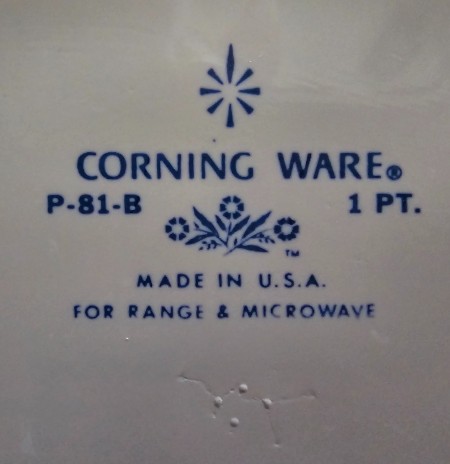 CORNING WARE®
P-81-B 1 PT.
TM
MADE IN U.S.A.
FOR RANGE & MICROWAVE